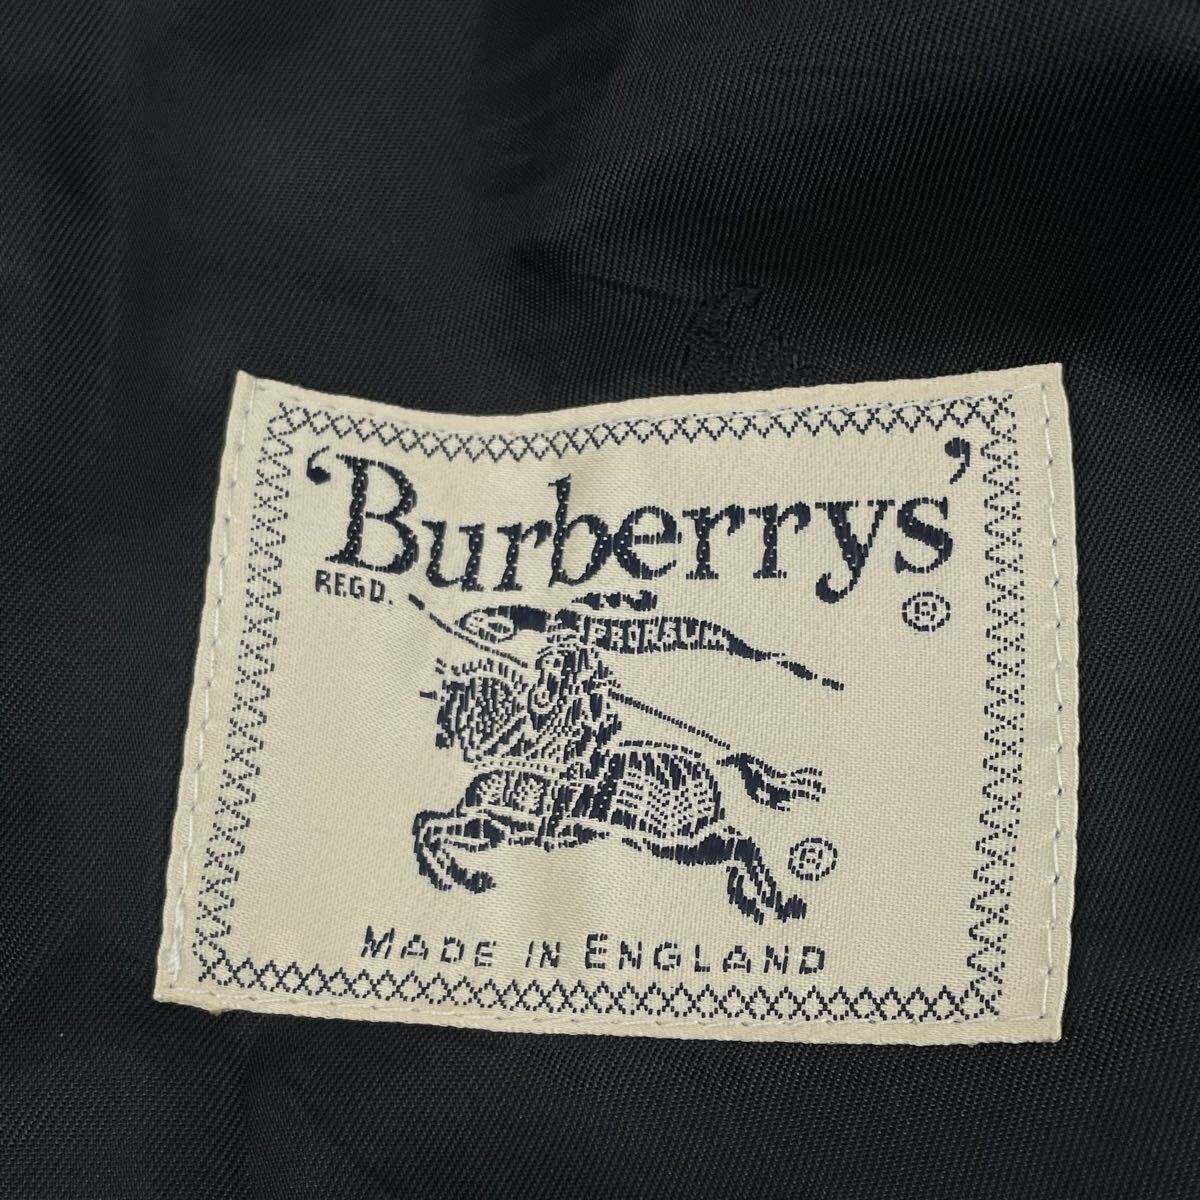 ‘Burberrys’
REGD. ®
PRORSUM
®
MADE IN ENGLAND